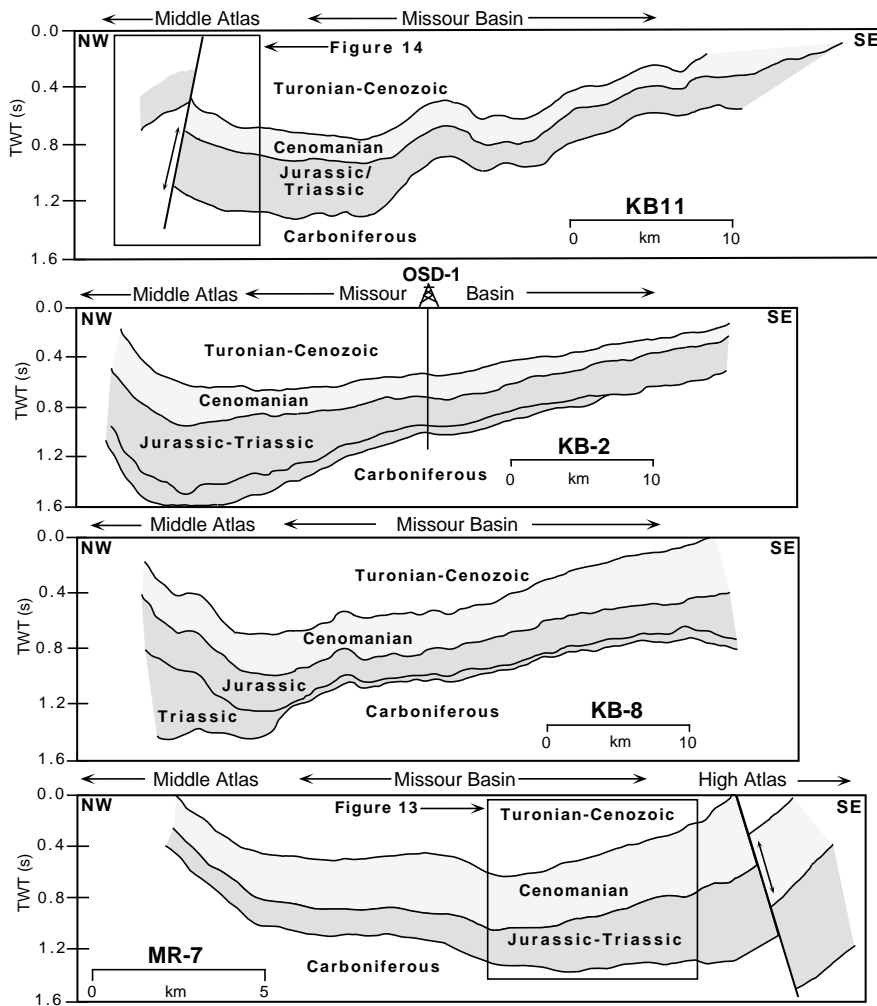 Middle Atlas Missour Basin
0.0 NW Figure 14 SE
Turonian-Cenozoic
0.4
TWT (s)
0.8 Cenomanian
Jurassic/
Triassic
1.2 KB11
Carboniferous 0 km 10
1.6
OSD-1
Middle Atlas Missour Basin
0.0 NW SE
Turonian-Cenozoic
0.4
TWT (s)
Cenomanian
0.8
Jurassic-Triassic
1.2 Carboniferous KB-2
0 km 10
1.6
Middle Atlas Missour Basin
0.0 NW SE
Turonian-Cenozoic
0.4
TWT (s)
Cenomanian
0.8
Jurassic
Triassic
1.2 Carboniferous KB-8
0 km 10
1.6
Middle Atlas Missour Basin High Atlas
0.0 NW Figure 13 Turonian-Cenozoic SE
0.4
TWT (s)
0.8 Cenomanian
1.2 Jurassic-Triassic
MR-7 Carboniferous
0 km 5
1.6